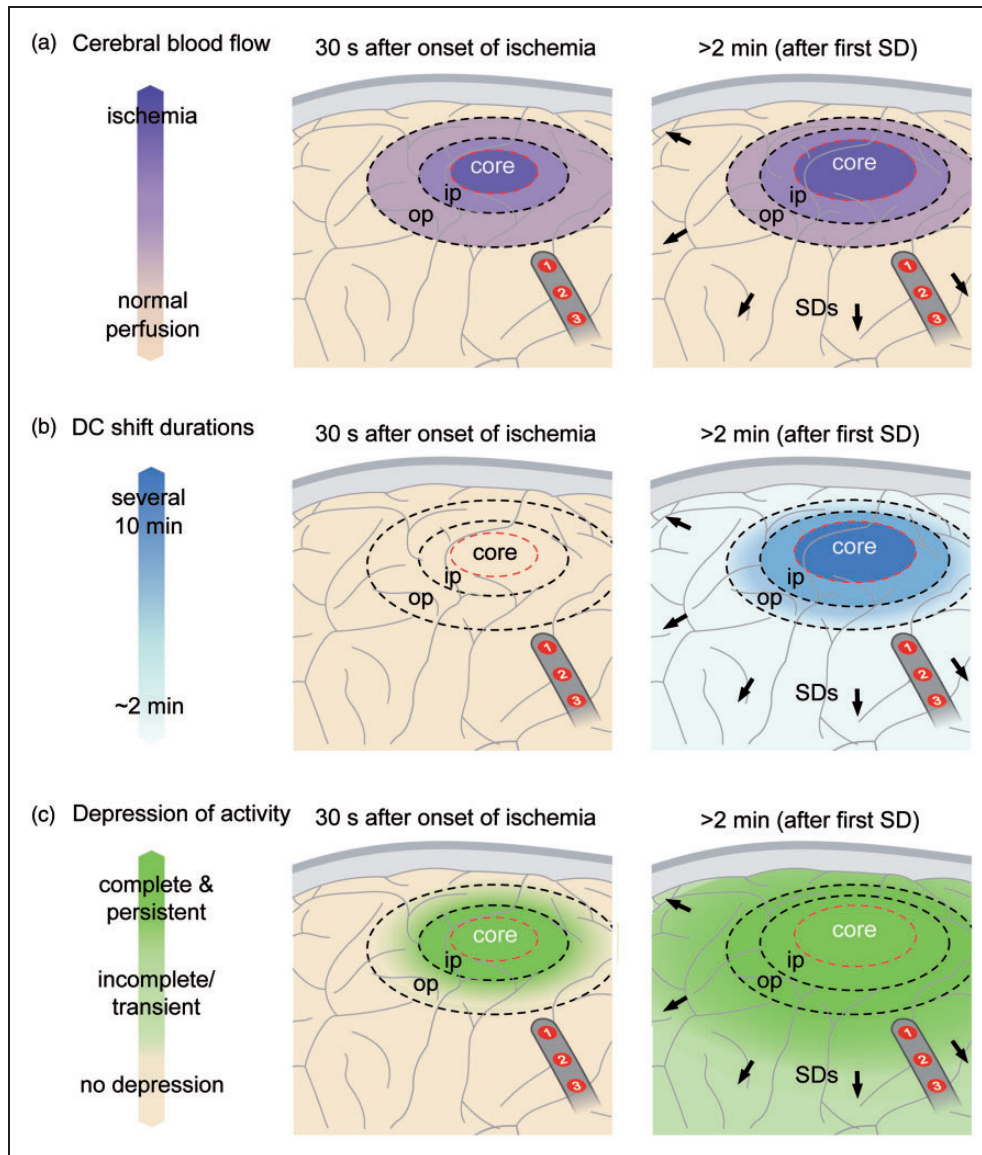 (a) Cerebral blood flow
30 s after onset of ischemia
>2 min (after first SD)
ischemia
normal
perfusion
core
ip
op
1
2
3
core
ip
op
SDs
1
2
3
(b) DC shift durations
30 s after onset of ischemia
>2 min (after first SD)
several
10 min
~2 min
core
ip
op
1
2
3
core
ip
op
SDs
1
2
3
(c) Depression of activity
30 s after onset of ischemia
>2 min (after first SD)
complete &
persistent
incomplete/
transient
no depression
core
ip
op
1
2
3
core
ip
op
SDs
1
2
3